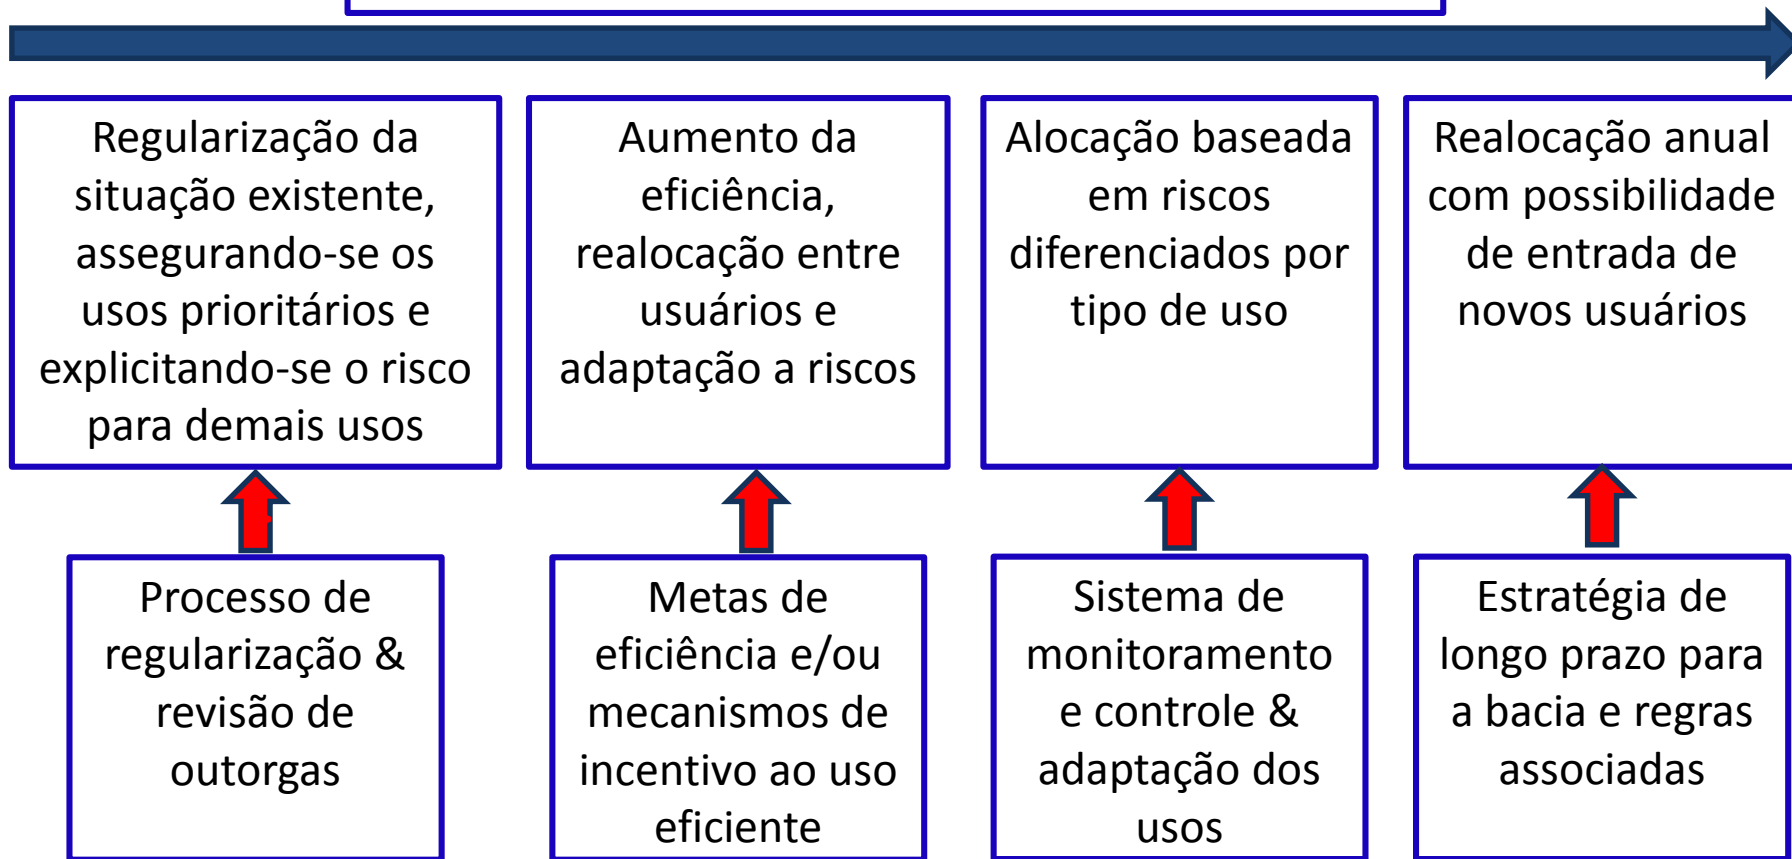 Regularização da
situação existente,
assegurando-se os
usos prioritários e
explicitando-se o risco
para demais usos
Aumento da
eficiência,
realocação entre
usuários e
adaptação a riscos
Alocação baseada
em riscos
diferenciados por
tipo de uso
Realocação anual
com possibilidade
de entrada de
novos usuários
Processo de
regularização &
revisão de
outorgas
Metas de
eficiência e/ou
mecanismos de
incentivo ao uso
eficiente
Sistema de
monitoramento
e controle &
adaptação dos
usos
Estratégia de
longo prazo para
a bacia e regras
associadas